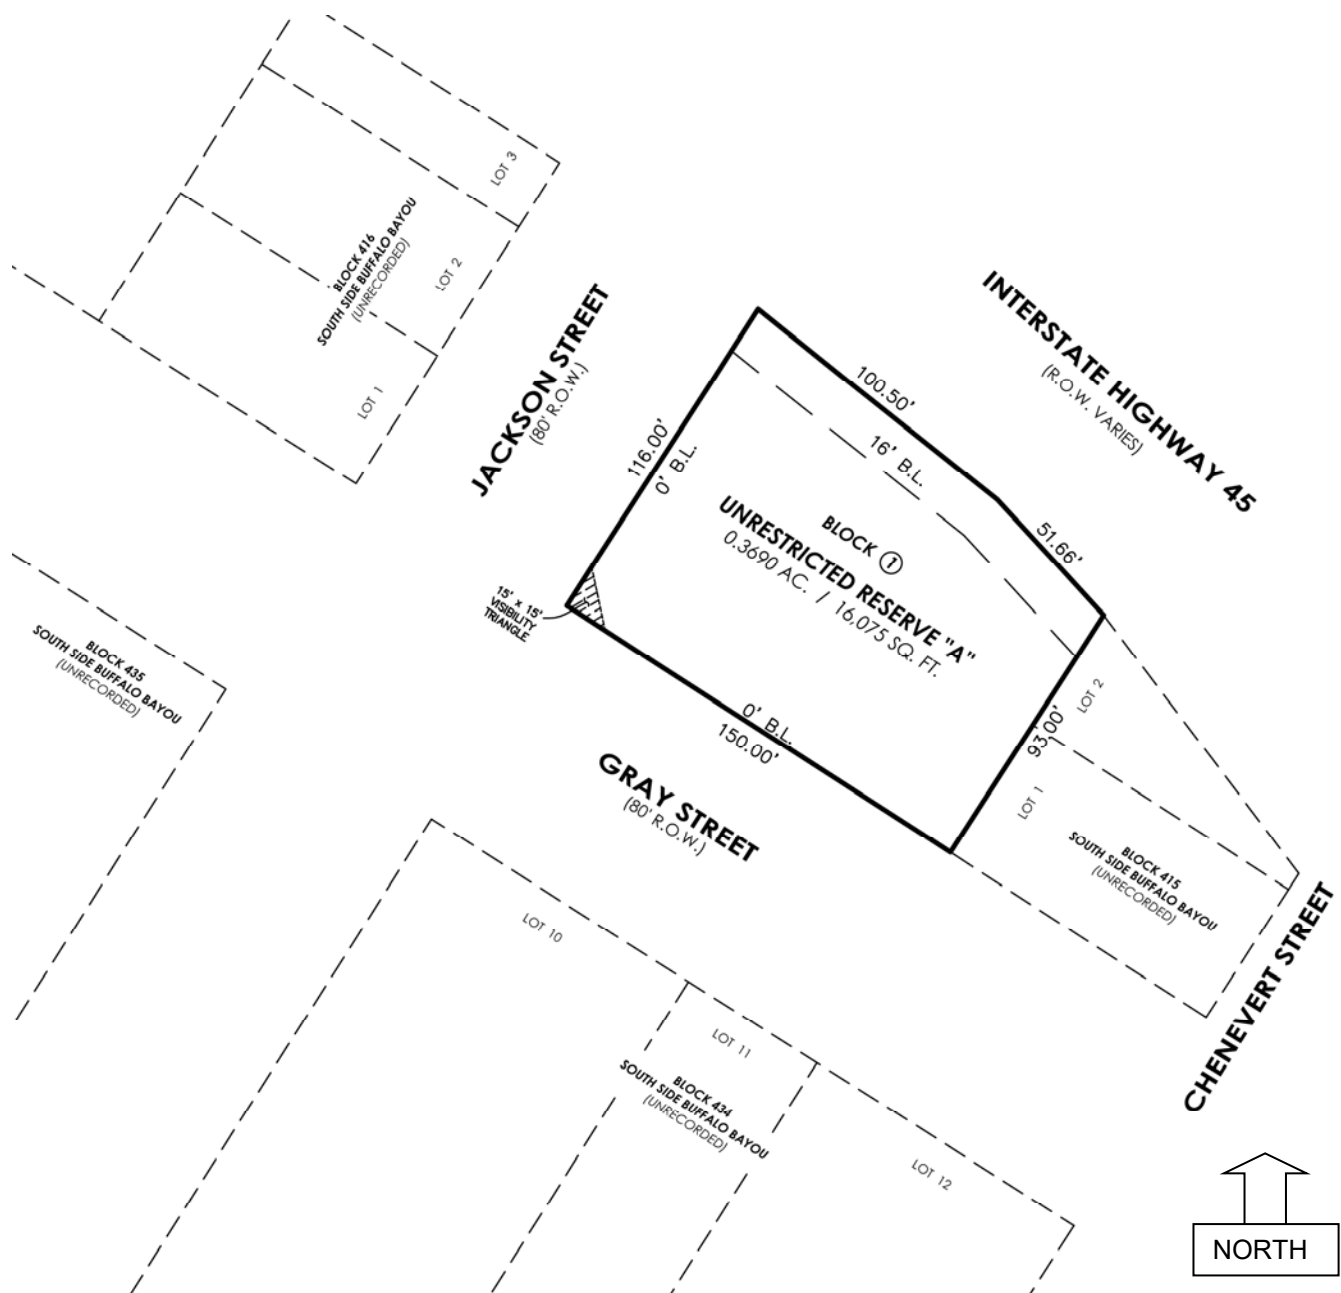 LOT 3
BLOCK 416
SOUTH SIDE BUFFALO BAYOU
(UNRECORDED)
LOT 2
LOT 1
JACKSON STREET
(80' R.O.W.)
INTERSTATE HIGHWAY 45
(R.O.W. VARIES)
100.50'
16' B.L.
116.00'
0' B.L.
51.66'
BLOCK 1
UNRESTRICTED RESERVE "A"
0.3690 AC. / 16,075 SQ. FT.
15' x 15'
VISIBILITY
TRIANGLE
BLOCK 435
SOUTH SIDE BUFFALO BAYOU
(UNRECORDED)
0' B.L.
150.00'
GRAY STREET
(80' R.O.W.)
LOT 2
93.00'
LOT 1
BLOCK 415
SOUTH SIDE BUFFALO BAYOU
(UNRECORDED)
CHENEVERT STREET
LOT 10
LOT 11
BLOCK 434
SOUTH SIDE BUFFALO BAYOU
(UNRECORDED)
LOT 12
NORTH